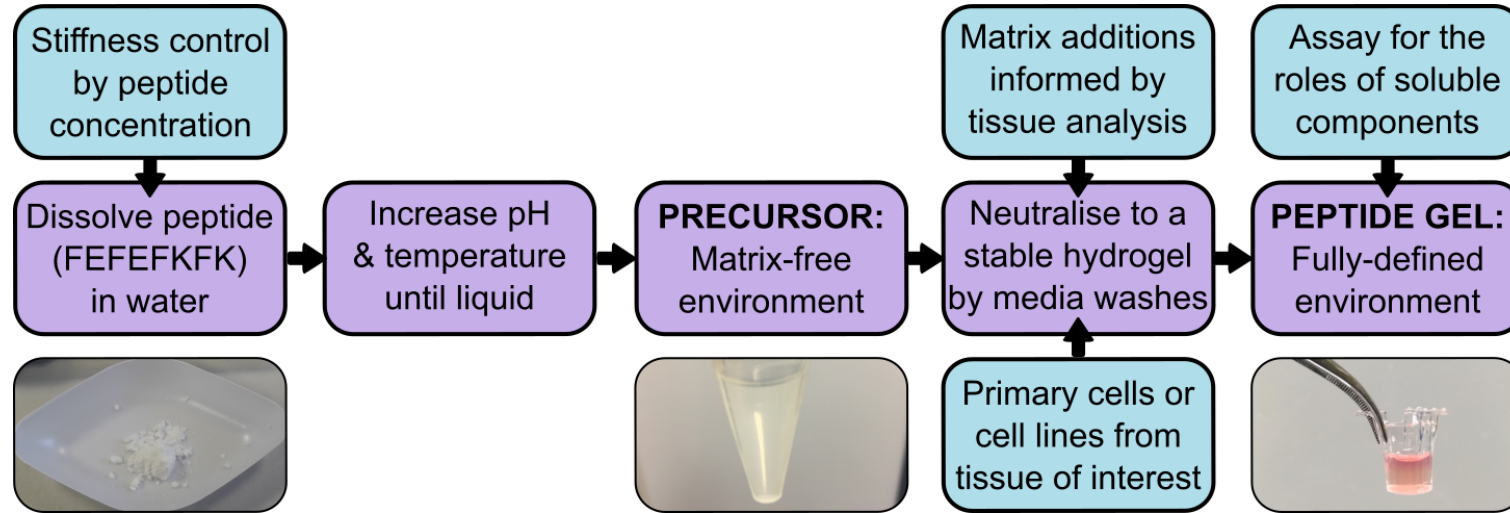 Stiffness control
by peptide
concentration
Matrix additions
informed by
tissue analysis
Assay for the
roles of soluble
components
Dissolve peptide
(FEFEFKFK)
in water
Increase pH
& temperature
until liquid
PRECURSOR:
Matrix-free
environment
Neutralise to a
stable hydrogel
by media washes
PEPTIDE GEL:
Fully-defined
environment
Primary cells or
cell lines from
tissue of interest